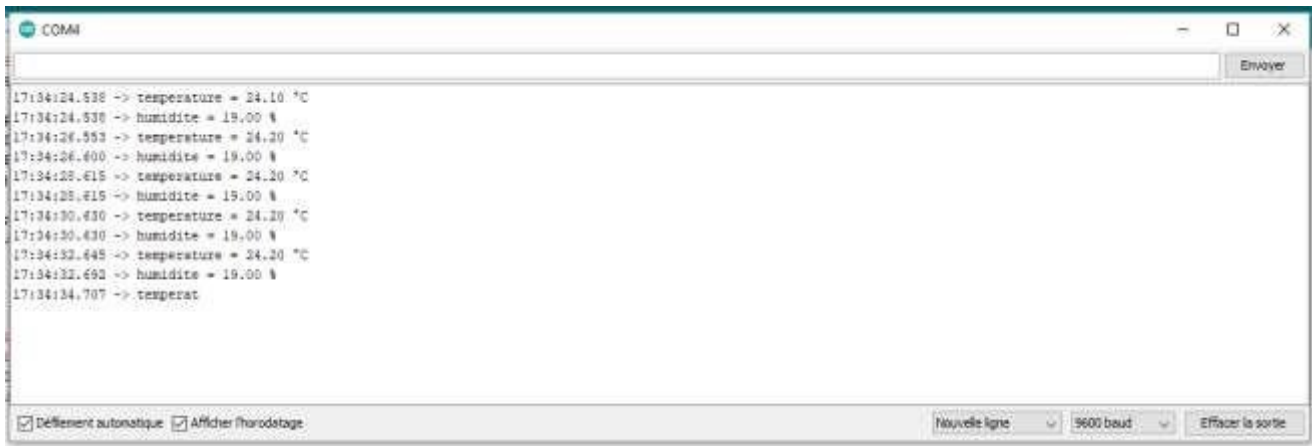 COM4
Envoyer
17:34:24.538 -> temperature = 24.10 °C
17:34:24.538 -> humidite = 19.00 %
17:34:26.553 -> temperature = 24.20 °C
17:34:26.600 -> humidite = 19.00 %
17:34:28.615 -> temperature = 24.20 °C
17:34:28.615 -> humidite = 19.00 %
17:34:30.630 -> temperature = 24.20 °C
17:34:30.630 -> humidite = 19.00 %
17:34:32.645 -> temperature = 24.20 °C
17:34:32.692 -> humidite = 19.00 %
17:34:34.707 -> temperat
Défilement automatique Afficher l'horodatage Nouvelle ligne 9600 baud Effacer la sortie